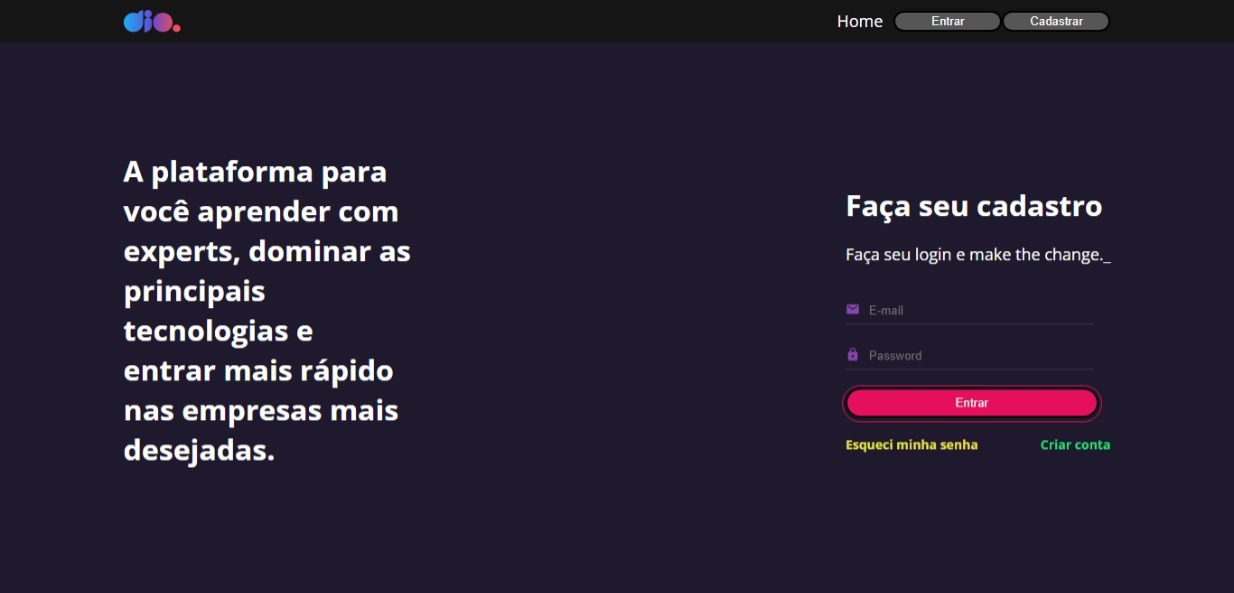 dio.
Home
Entrar
Cadastrar
A plataforma para
você aprender com
experts, dominar as
principais
tecnologias e
entrar mais rápido
nas empresas mais
desejadas.
Faça seu cadastro
Faça seu login e make the change._
E-mail
Password
Entrar
Esqueci minha senha
Criar conta